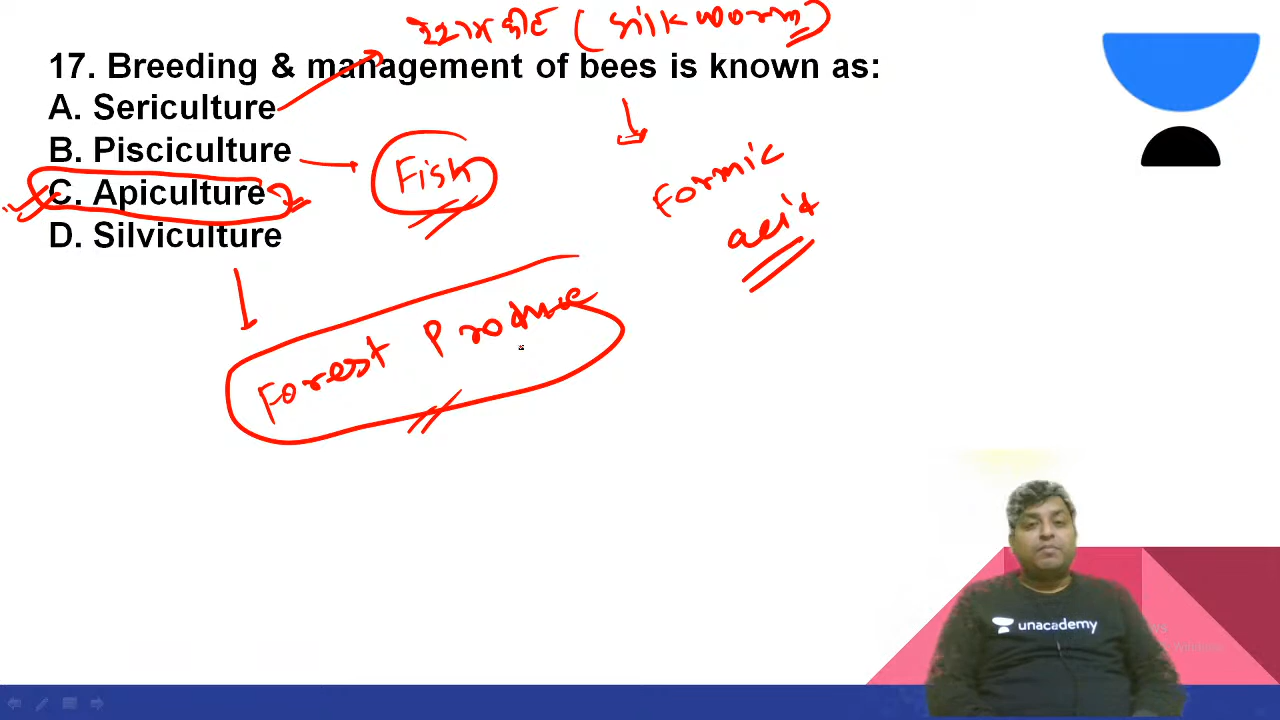 (silkworm)
17. Breeding & management of bees is known as:
A. Sericulture
B. Pisciculture
Fish
Formic
acid
C. Apiculture
D. Silviculture
Forest Produce
unacademy